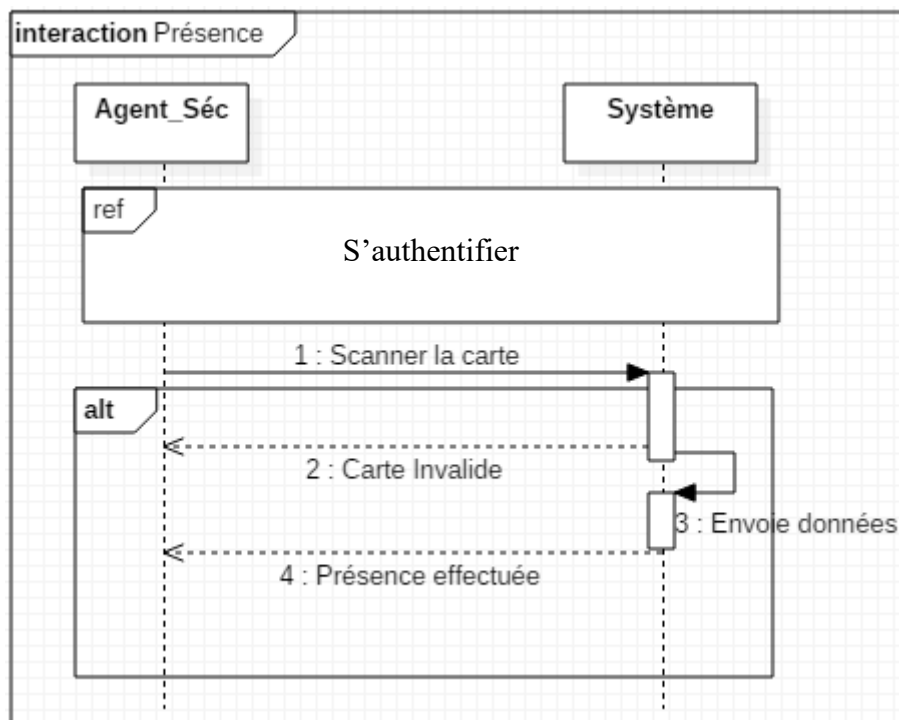 interaction Présence
Agent_Séc
Système
ref
S’authentifier
1 : Scanner la carte
alt
2 : Carte Invalide
3 : Envoie données
4 : Présence effectuée